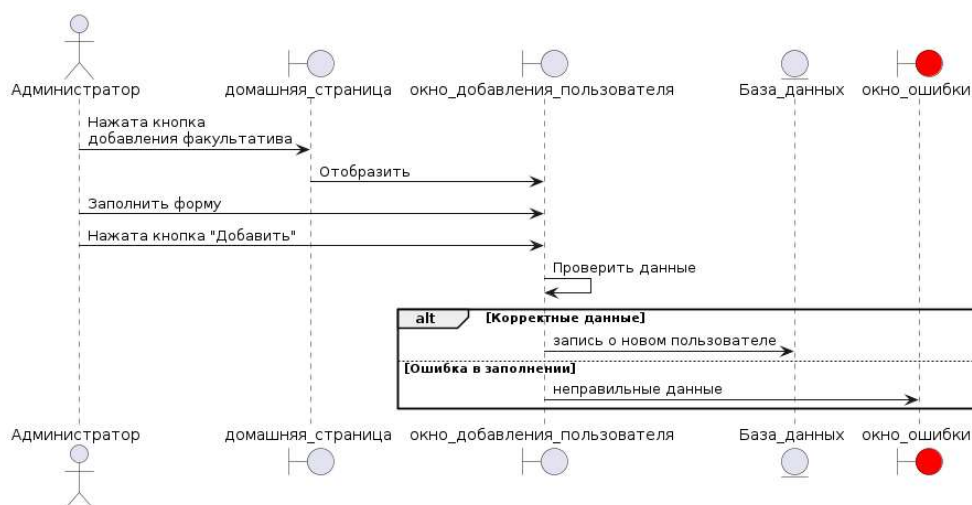 Администратор
домашняя_страница
окно_добавления_пользователя
База_данных
окно_ошибки
Нажата кнопка
добавления факультатива
Отобразить
Заполнить форму
Нажата кнопка "Добавить"
Проверить данные
alt
[Корректные данные]
запись о новом пользователе
[Ошибка в заполнении]
неправильные данные
Администратор
домашняя_страница
окно_добавления_пользователя
База_данных
окно_ошибки